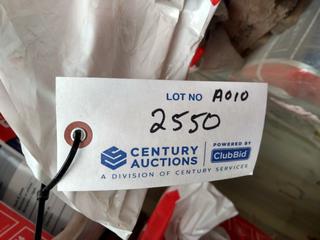 LOT NO A010
2550
CENTURY
AUCTIONS
POWERED BY
ClubBid
A DIVISION OF CENTURY SERVICES